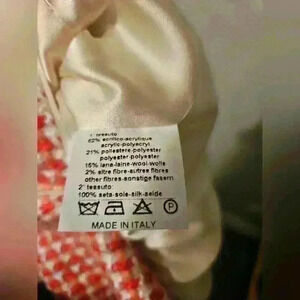 1° tessuto
62% acrilico-acrylique
acrylic-polyacryl
21% poliestere-polyester
polyester-polyester
15% lana-laine-wool-wolle
2% altre fibre-autres fibres
other fibres-sonstige fasern
2° tessuto
100% seta-soie-silk-seide
P
MADE IN ITALY